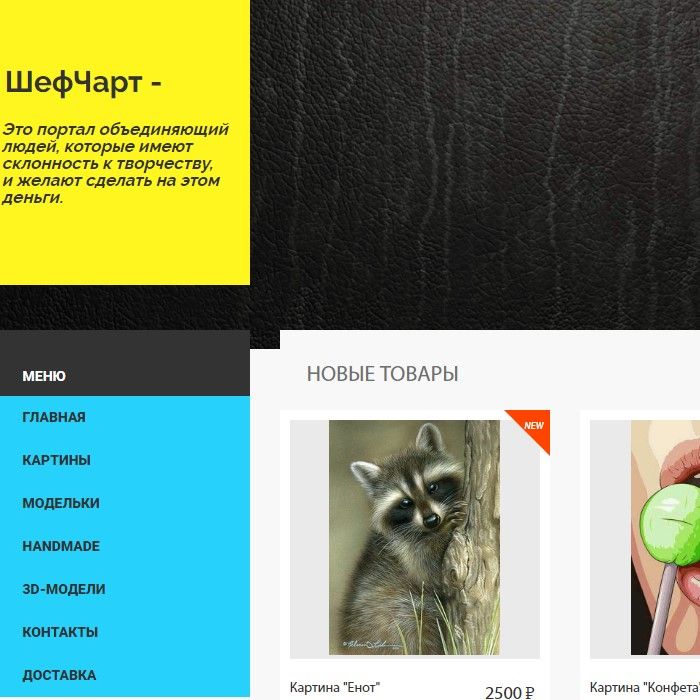 ШефЧарт -
Это портал объединяющий
людей, которые имеют
склонность к творчеству,
и желают сделать на этом
деньги.
МЕНЮ
ГЛАВНАЯ
КАРТИНЫ
МОДЕЛЬКИ
HANDMADE
3D-МОДЕЛИ
КОНТАКТЫ
ДОСТАВКА
НОВЫЕ ТОВАРЫ
NEW
Картина "Енот"
2500 ₽
Картина "Конфета